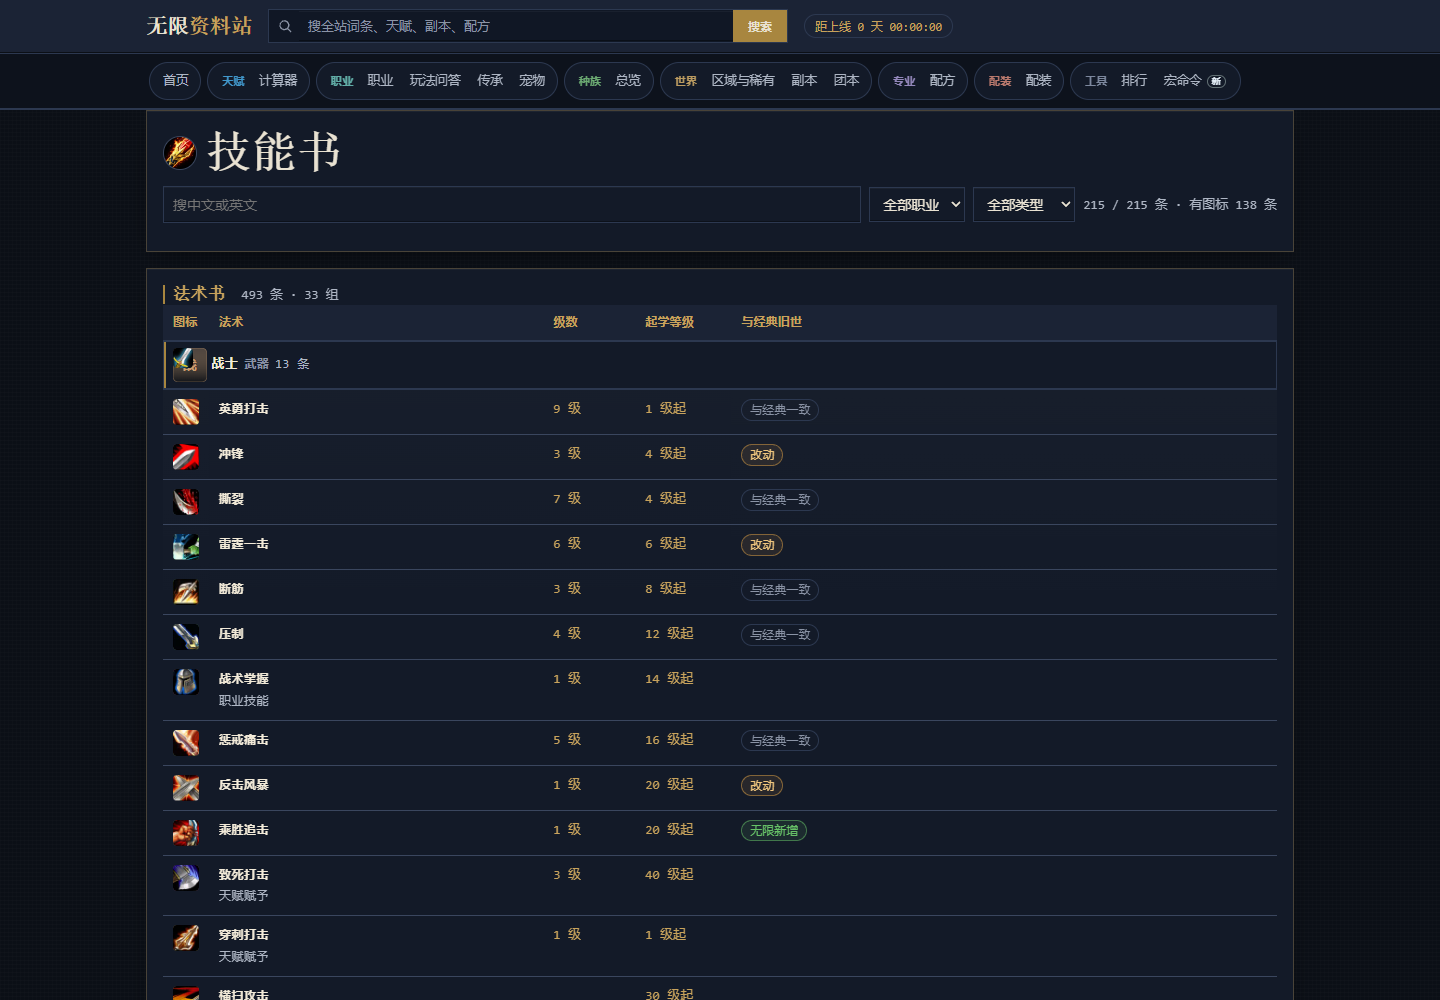 无限资料站 搜全站词条、天赋、副本、配方 搜索 距上线 0 天 00:00:00
首页 天赋 计算器 职业 职业 玩法问答 传承 宠物 种族 总览 世界 区域与稀有 副本 团本 专业 配方 配装 配装 工具 排行 宏命令 新
技能书
搜中文或英文 全部职业 全部类型 215 / 215 条 · 有图标 138 条
法术书 493 条 · 33 组
图标 法术 级数 起学等级 与经典旧世
战士 武器 13 条
英勇打击 9 级 1 级起 与经典一致
冲锋 3 级 4 级起 改动
撕裂 7 级 4 级起 与经典一致
雷霆一击 6 级 6 级起 改动
断筋 3 级 8 级起 与经典一致
压制 4 级 12 级起 与经典一致
战术掌握 1 级 14 级起
职业技能
惩戒痛击 5 级 16 级起 与经典一致
反击风暴 1 级 20 级起 改动
乘胜追击 1 级 20 级起 无限新增
致死打击 3 级 40 级起
天赋赋予
穿刺打击 1 级 1 级起
天赋赋予
横扫攻击 30 级起